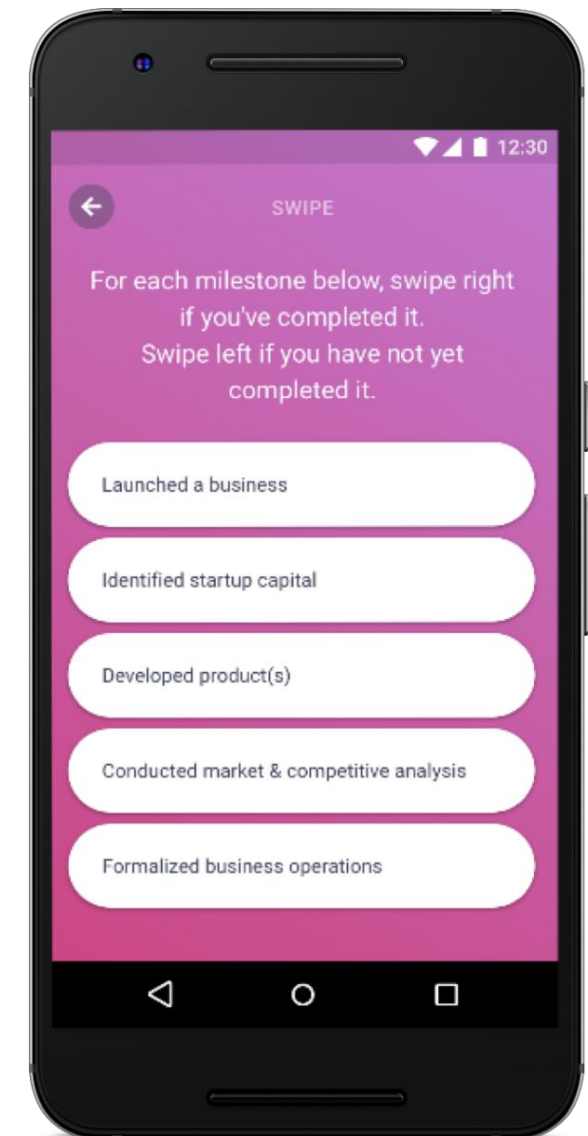 12:30
SWIPE
For each milestone below, swipe right
if you've completed it.
Swipe left if you have not yet
completed it.
Launched a business
Identified startup capital
Developed product(s)
Conducted market & competitive analysis
Formalized business operations